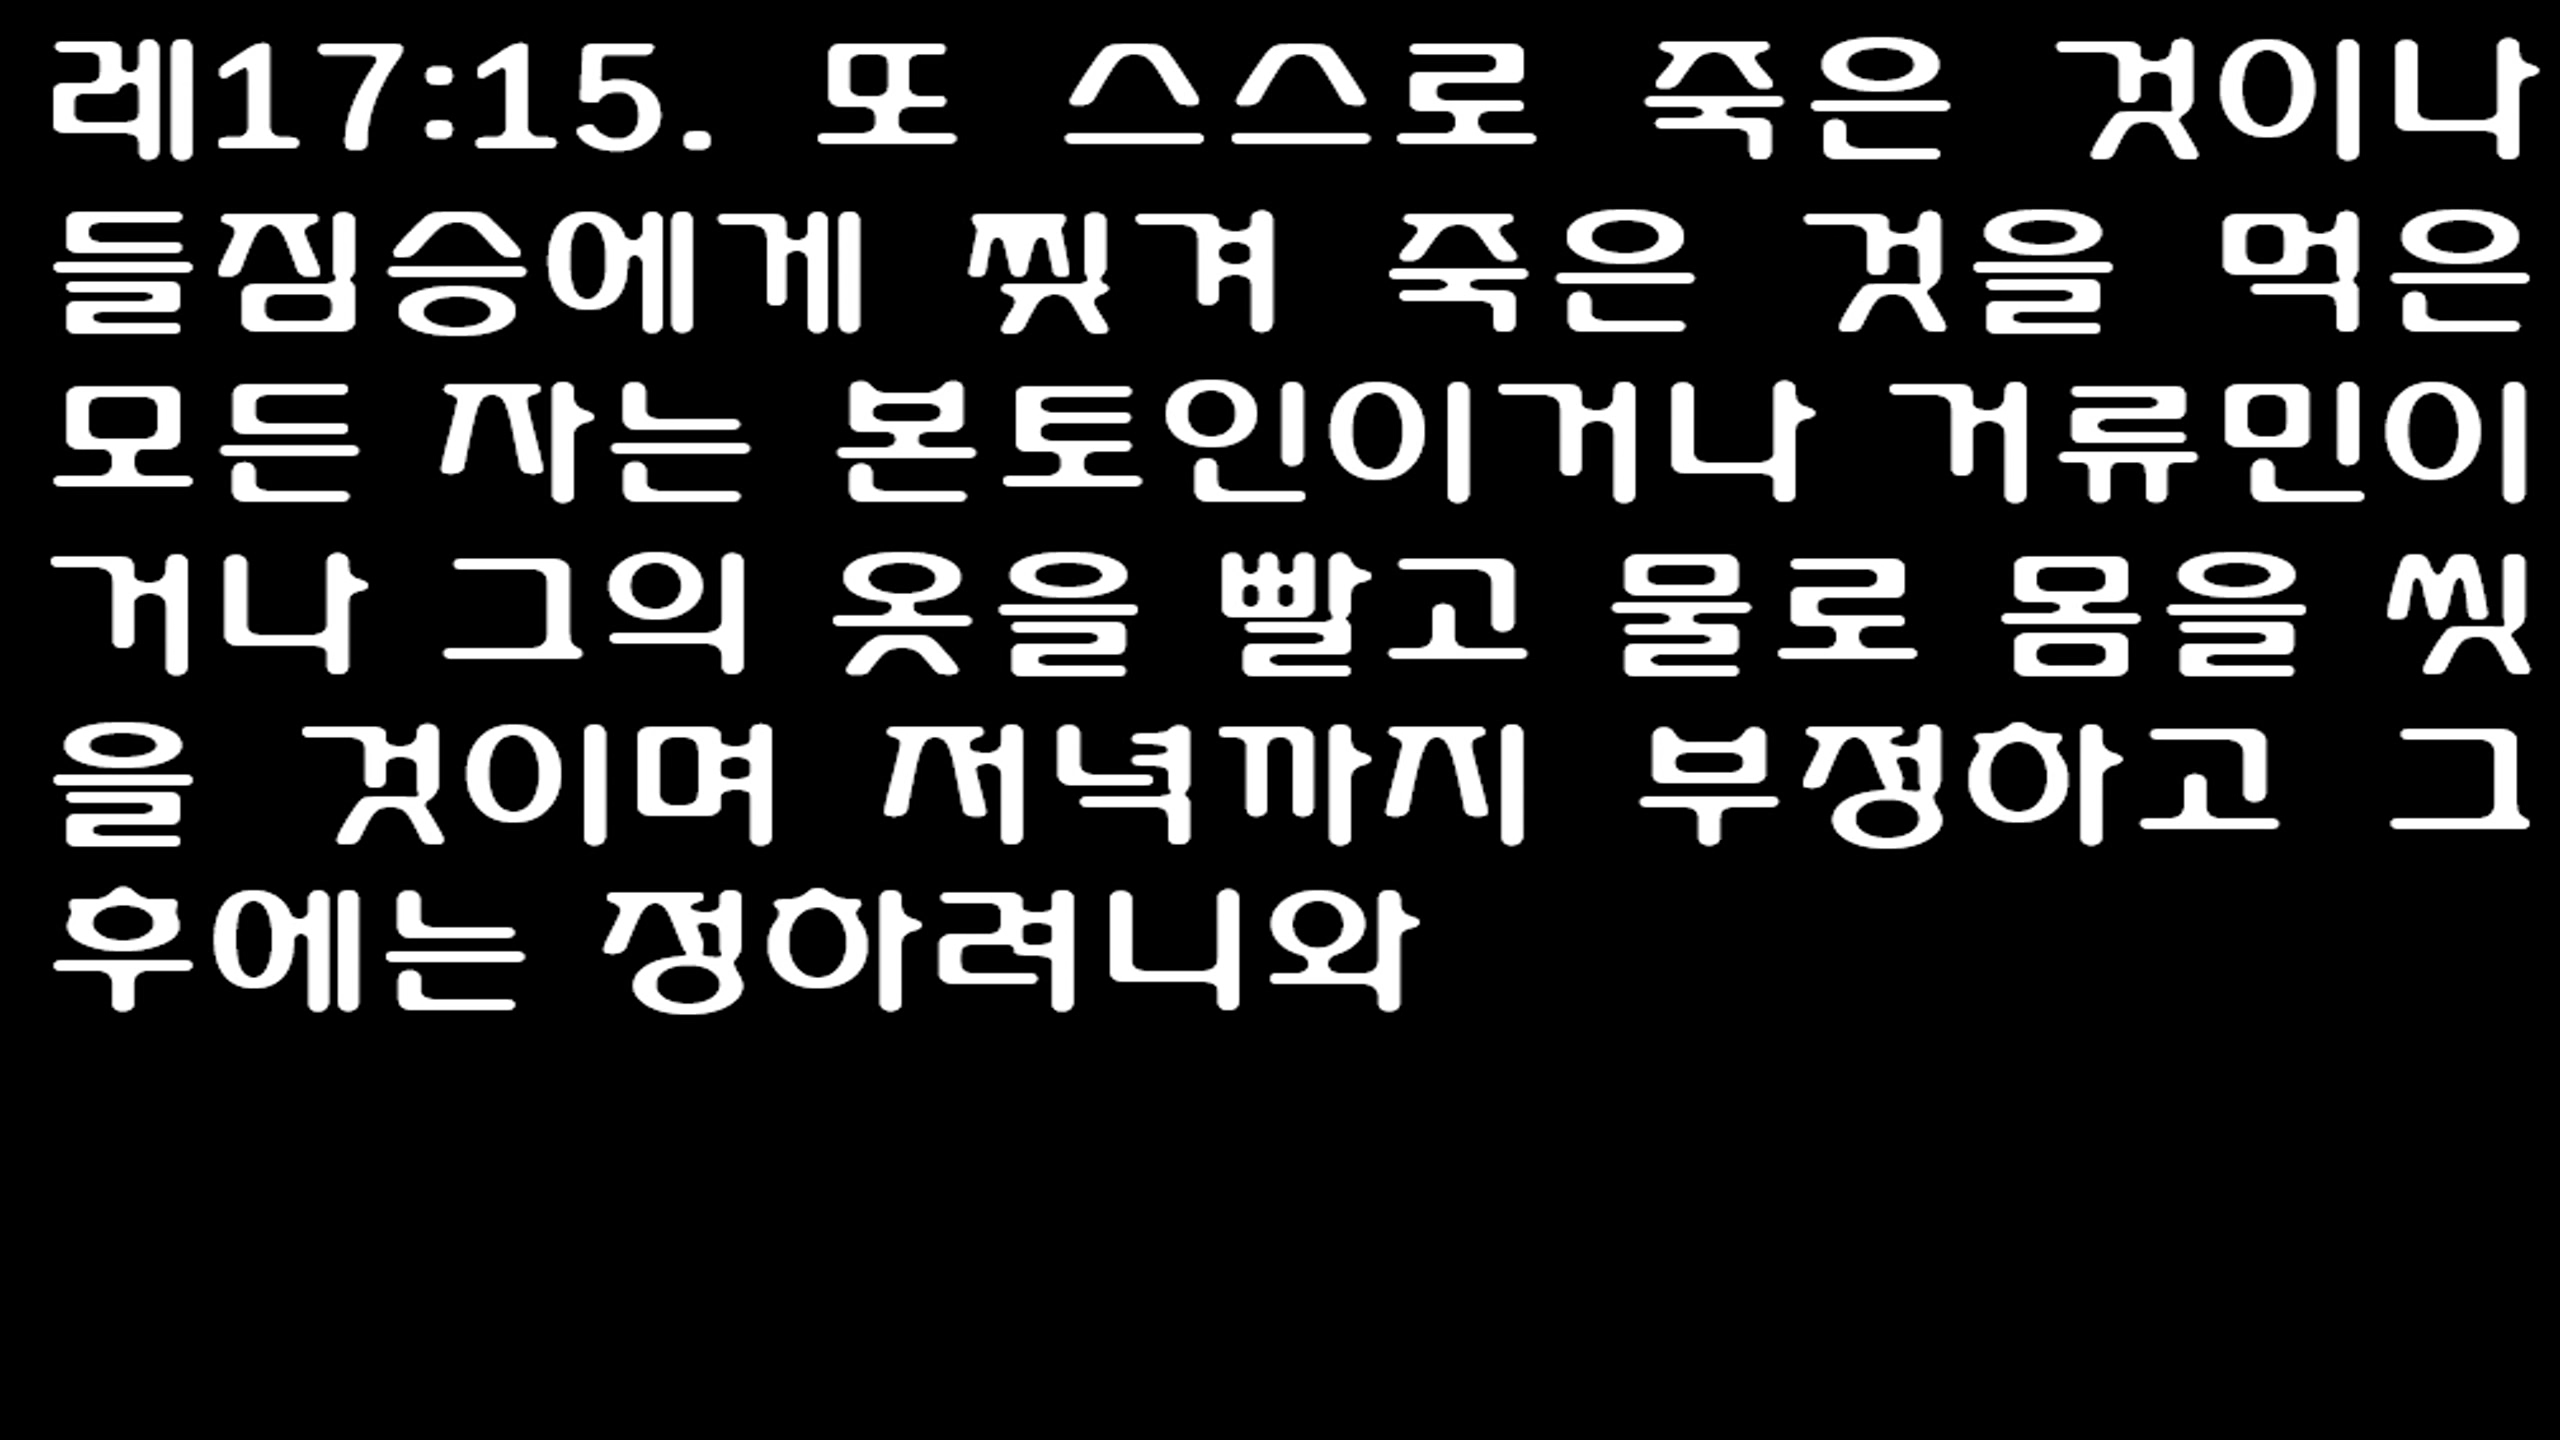 레17:15. 또 스스로 죽은 것이나
들짐승에게 찢겨 죽은 것을 먹은
모든 자는 본토인이거나 거류민이
거나 그의 옷을 빨고 물로 몸을 씻
을 것이며 저녁까지 부정하고 그
후에는 정하려니와